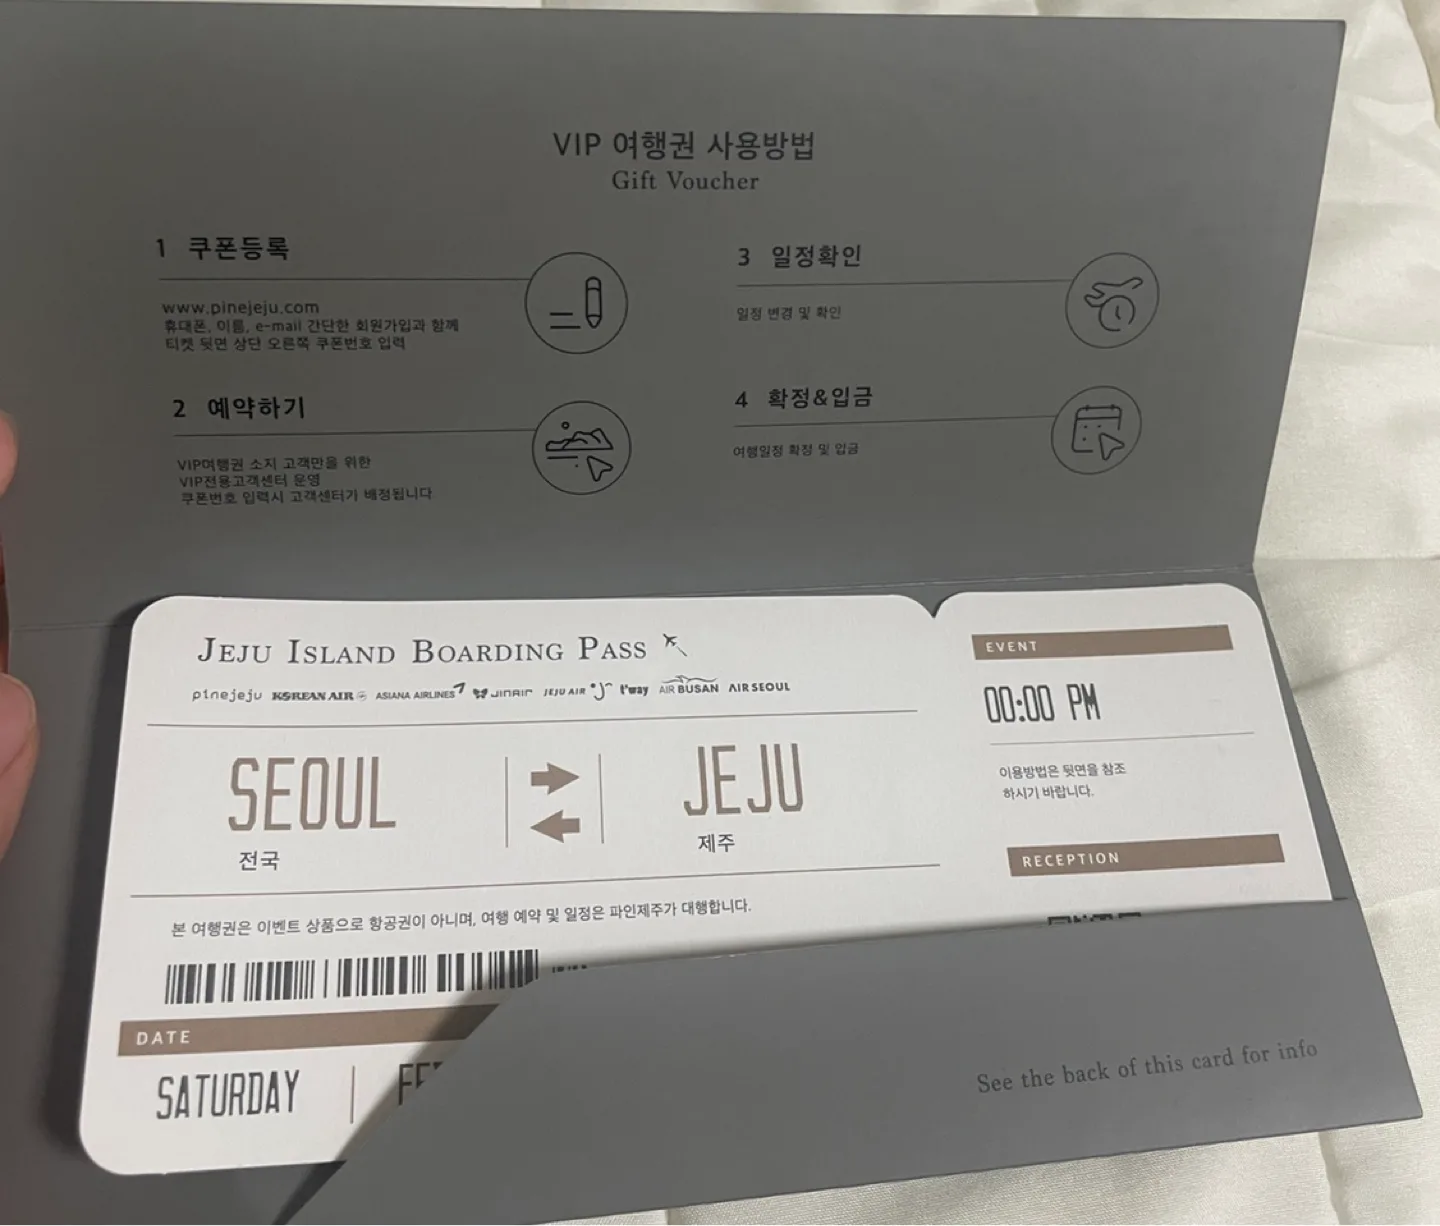 VIP 여행권 사용방법
Gift Voucher
1 쿠폰등록
www.pinejeju.com
휴대폰, 이름, e-mail 간단한 회원가입과 함께
티켓 뒷면 상단 오른쪽 쿠폰번호 입력
2 예약하기
VIP여행권 소지 고객만을 위한
VIP전용고객센터 운영
쿠폰번호 입력시 고객센터가 배정됩니다
3 일정확인
일정 변경 및 확인
4 확정&입금
여행일정 확정 및 입금
JEJU ISLAND BOARDING PASS
pinejeju KOREAN AIR ASIANA AIRLINES JINAIR JEJU AIR t'way AIR BUSAN AIR SEOUL
SEOUL
전국
JEJU
제주
본 여행권은 이벤트 상품으로 항공권이 아니며, 여행 예약 및 일정은 파인제주가 대행합니다.
DATE
SATURDAY
EVENT
00:00 PM
이용방법은 뒷면을 참조
하시기 바랍니다.
RECEPTION
See the back of this card for info